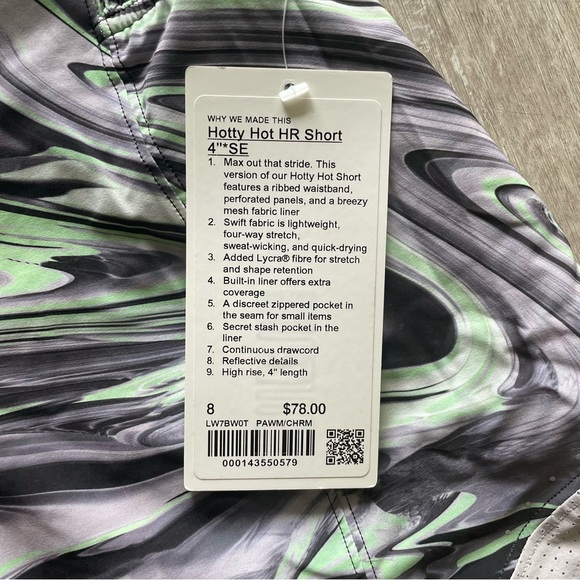 WHY WE MADE THIS
Hotty Hot HR Short
4"*SE
1. Max out that stride. This
version of our Hotty Hot Short
features a ribbed waistband,
perforated panels, and a breezy
mesh fabric liner
2. Swift fabric is lightweight,
four-way stretch,
sweat-wicking, and quick-drying
3. Added Lycra® fibre for stretch
and shape retention
4. Built-in liner offers extra
coverage
5. A discreet zippered pocket in
the seam for small items
6. Secret stash pocket in the
liner
7. Continuous drawcord
8. Reflective details
9. High rise, 4" length
8 $78.00
LW7BW0T PAWM/CHRM
000143550579